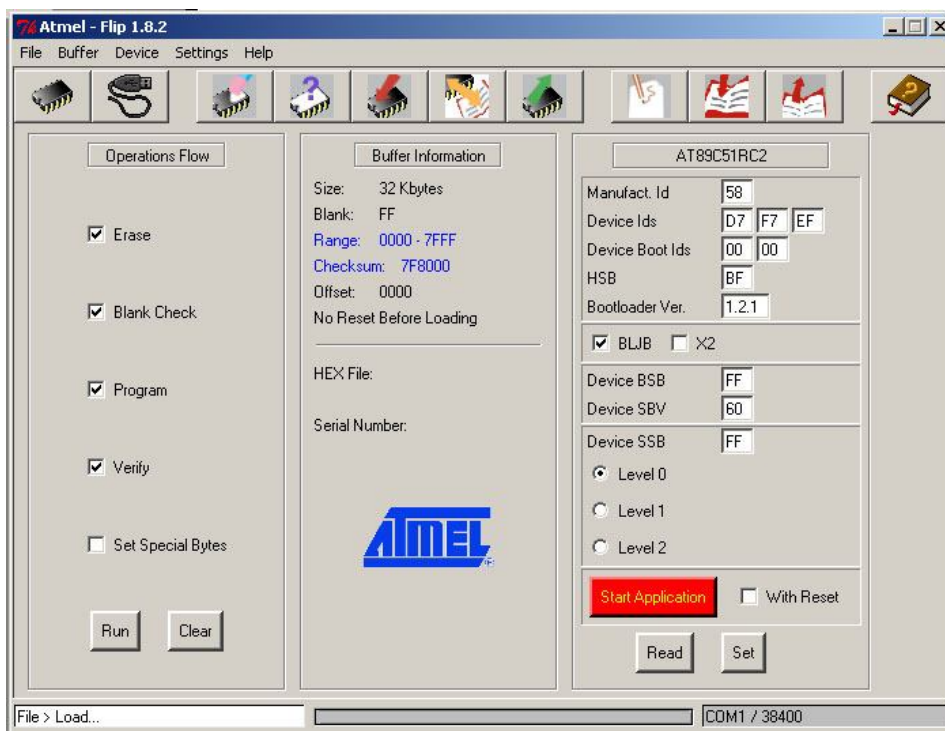 Atmel - Flip 1.8.2
File Buffer Device Settings Help
Operations Flow
Erase
Blank Check
Program
Verify
Set Special Bytes
Run Clear
Buffer Information
Size: 32 Kbytes
Blank: FF
Range: 0000 - 7FFF
Checksum: 7F8000
Offset: 0000
No Reset Before Loading
HEX File:
Serial Number:
ATMEL
AT89C51RC2
Manufact. Id 58
Device Ids D7 F7 EF
Device Boot Ids 00 00
HSB BF
Bootloader Ver. 1.2.1
BLJB X2
Device BSB FF
Device SBV 60
Device SSB FF
Level 0
Level 1
Level 2
Start Application With Reset
Read Set
File > Load...
COM1 / 38400